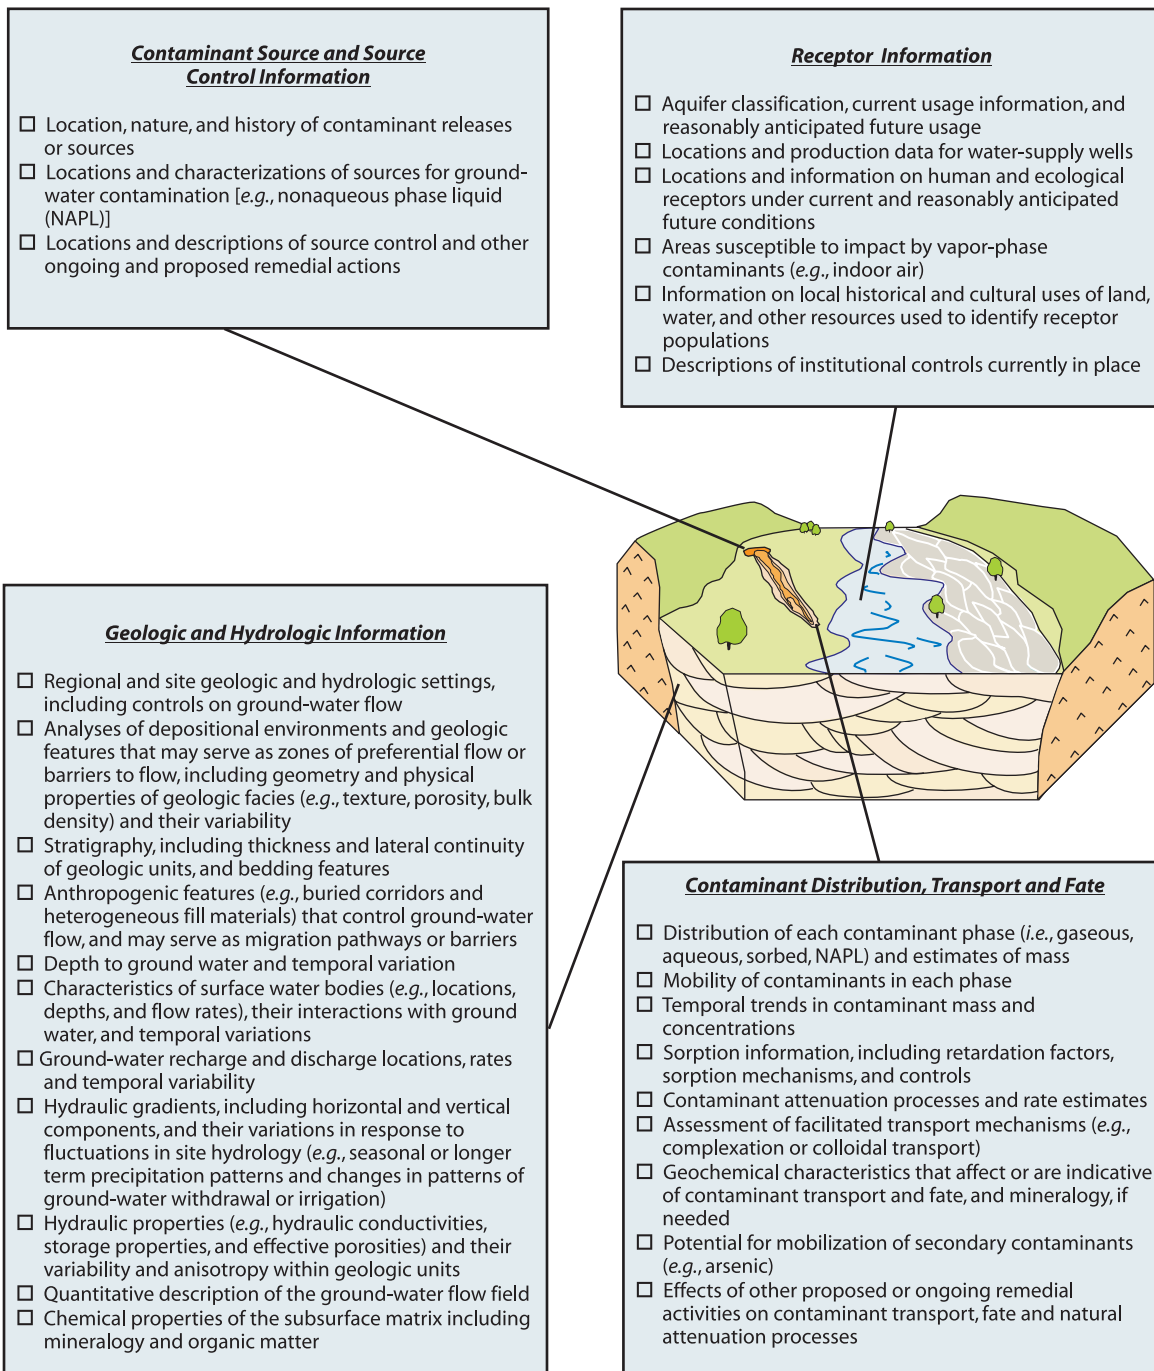 Contaminant Source and Source
Control Information
☐ Location, nature, and history of contaminant releases
or sources
☐ Locations and characterizations of sources for ground-
water contamination [e.g., nonaqueous phase liquid
(NAPL)]
☐ Locations and descriptions of source control and other
ongoing and proposed remedial actions
Receptor Information
☐ Aquifer classification, current usage information, and
reasonably anticipated future usage
☐ Locations and production data for water-supply wells
☐ Locations and information on human and ecological
receptors under current and reasonably anticipated
future conditions
☐ Areas susceptible to impact by vapor-phase
contaminants (e.g., indoor air)
☐ Information on local historical and cultural uses of land,
water, and other resources used to identify receptor
populations
☐ Descriptions of institutional controls currently in place
Geologic and Hydrologic Information
☐ Regional and site geologic and hydrologic settings,
including controls on ground-water flow
☐ Analyses of depositional environments and geologic
features that may serve as zones of preferential flow or
barriers to flow, including geometry and physical
properties of geologic facies (e.g., texture, porosity, bulk
density) and their variability
☐ Stratigraphy, including thickness and lateral continuity
of geologic units, and bedding features
☐ Anthropogenic features (e.g., buried corridors and
heterogeneous fill materials) that control ground-water
flow, and may serve as migration pathways or barriers
☐ Depth to ground water and temporal variation
☐ Characteristics of surface water bodies (e.g., locations,
depths, and flow rates), their interactions with ground
water, and temporal variations
☐ Ground-water recharge and discharge locations, rates
and temporal variability
☐ Hydraulic gradients, including horizontal and vertical
components, and their variations in response to
fluctuations in site hydrology (e.g., seasonal or longer
term precipitation patterns and changes in patterns of
ground-water withdrawal or irrigation)
☐ Hydraulic properties (e.g., hydraulic conductivities,
storage properties, and effective porosities) and their
variability and anisotropy within geologic units
☐ Quantitative description of the ground-water flow field
☐ Chemical properties of the subsurface matrix including
mineralogy and organic matter
Contaminant Distribution, Transport and Fate
☐ Distribution of each contaminant phase (i.e., gaseous,
aqueous, sorbed, NAPL) and estimates of mass
☐ Mobility of contaminants in each phase
☐ Temporal trends in contaminant mass and
concentrations
☐ Sorption information, including retardation factors,
sorption mechanisms, and controls
☐ Contaminant attenuation processes and rate estimates
☐ Assessment of facilitated transport mechanisms (e.g.,
complexation or colloidal transport)
☐ Geochemical characteristics that affect or are indicative
of contaminant transport and fate, and mineralogy, if
needed
☐ Potential for mobilization of secondary contaminants
(e.g., arsenic)
☐ Effects of other proposed or ongoing remedial
activities on contaminant transport, fate and natural
attenuation processes